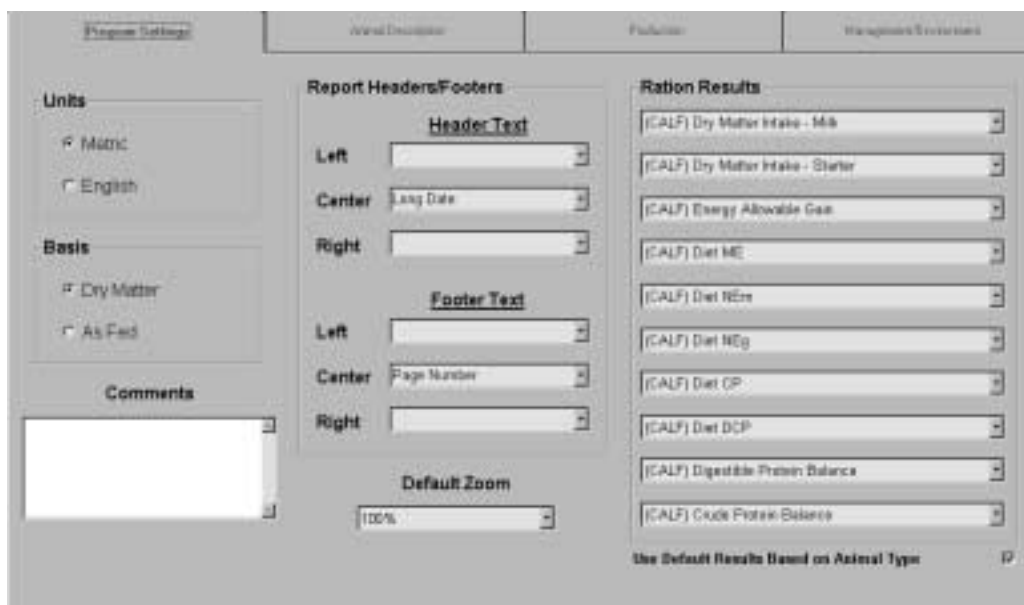 Program Settings
Animal Description
Production
Management/Environment
Units
Metric
English
Basis
Dry Matter
As Fed
Comments
Report Headers/Footers
Header Text
Left
Center Long Date
Right
Footer Text
Left
Center Page Number
Right
Default Zoom
100%
Ration Results
(CALF) Dry Matter Intake - Milk
(CALF) Dry Matter Intake - Starter
(CALF) Energy Allowable Gain
(CALF) Diet ME
(CALF) Diet NEm
(CALF) Diet NEg
(CALF) Diet CP
(CALF) Diet DCP
(CALF) Digestible Protein Balance
(CALF) Crude Protein Balance
Use Default Results Based on Animal Type